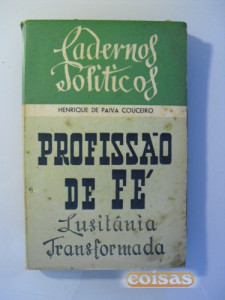 Cadernos
Políticos
HENRIQUE DE PAIVA COUCEIRO
PROFISSÃO
DE FÉ
Lusitânia
Transformada
coisas